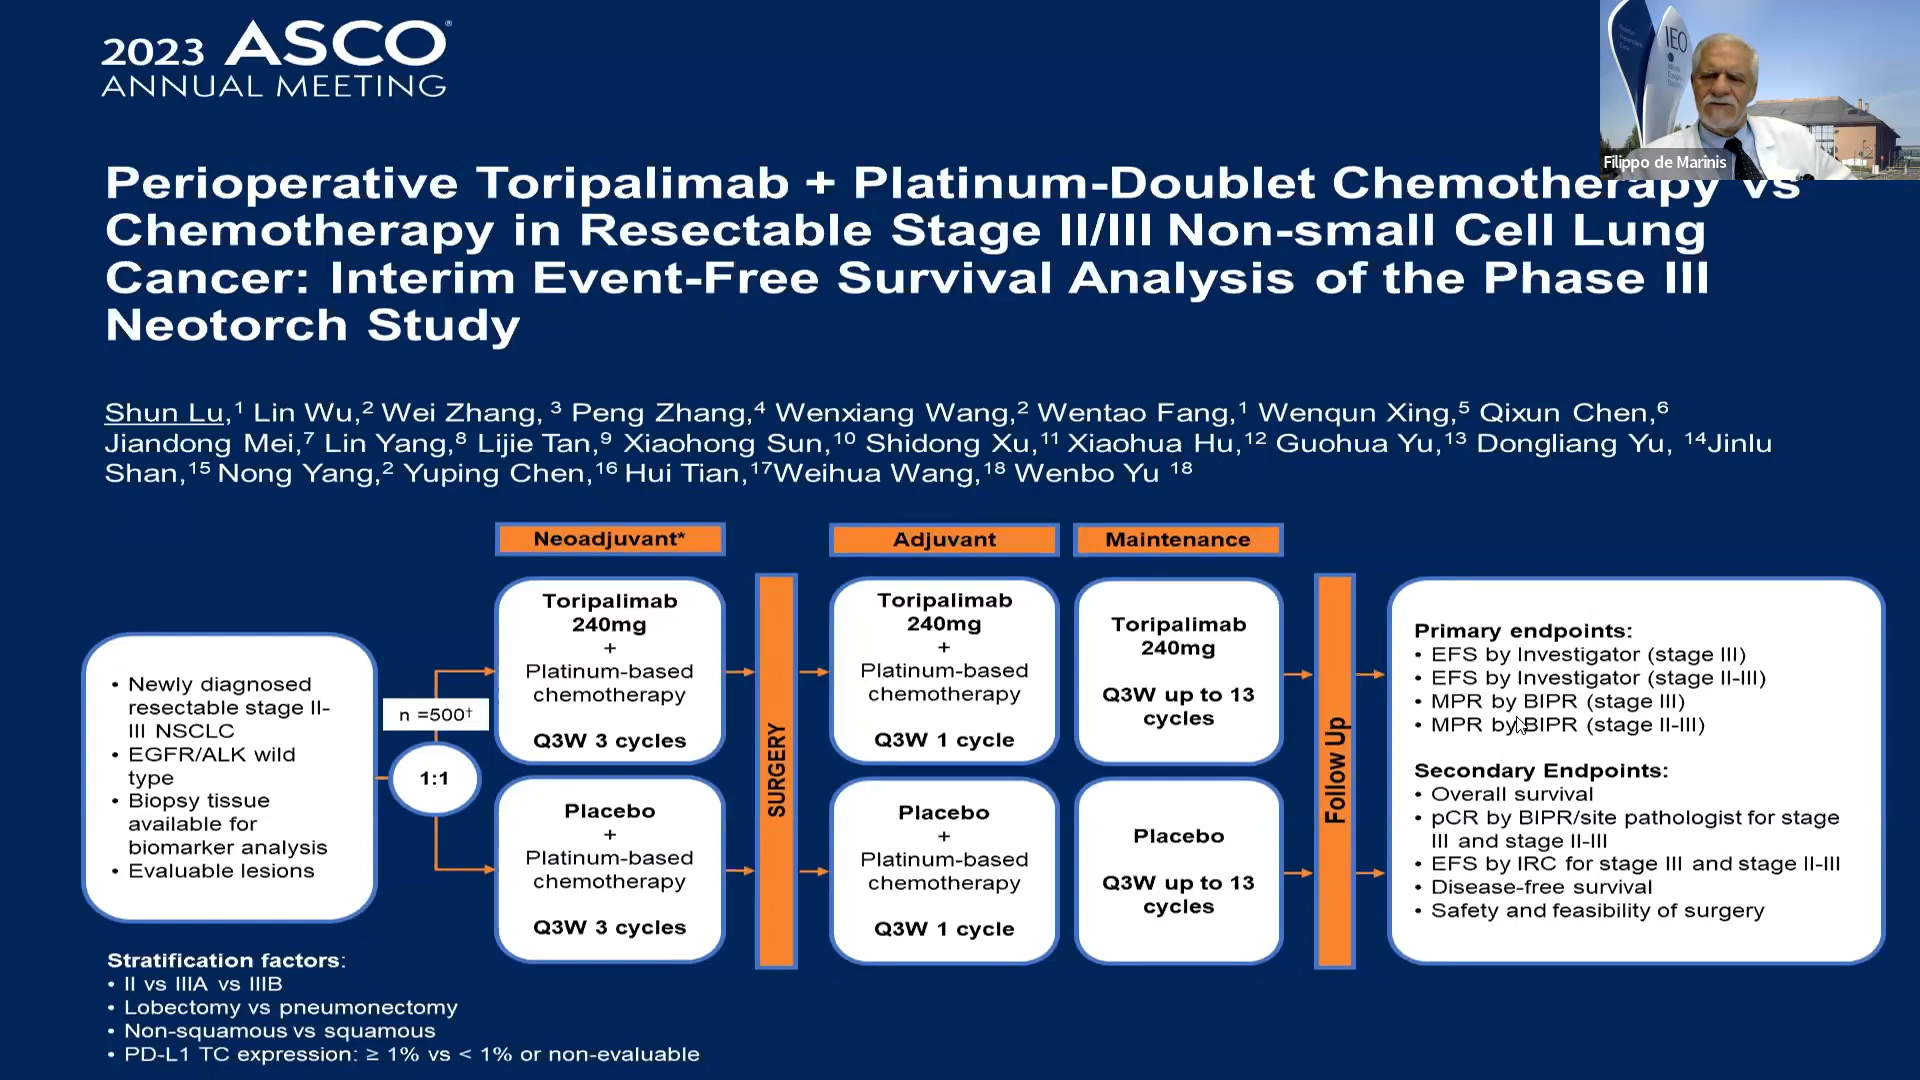 2023 ASCO®
ANNUAL MEETING
IEO
Filippo de Marinis
Perioperative Toripalimab + Platinum-Doublet Chemotherapy vs
Chemotherapy in Resectable Stage II/III Non-small Cell Lung
Cancer: Interim Event-Free Survival Analysis of the Phase III
Neotorch Study
Shun Lu,¹ Lin Wu,² Wei Zhang, ³ Peng Zhang,⁴ Wenxiang Wang,² Wentao Fang,¹ Wenqun Xing,⁵ Qixun Chen,⁶
Jiandong Mei,⁷ Lin Yang,⁸ Lijie Tan,⁹ Xiaohong Sun,¹⁰ Shidong Xu,¹¹ Xiaohua Hu,¹² Guohua Yu,¹³ Dongliang Yu, ¹⁴Jinlu
Shan,¹⁵ Nong Yang,² Yuping Chen,¹⁶ Hui Tian,¹⁷Weihua Wang,¹⁸ Wenbo Yu ¹⁸
Neoadjuvant*
Adjuvant
Maintenance
• Newly diagnosed
resectable stage II-
III NSCLC
• EGFR/ALK wild
type
• Biopsy tissue
available for
biomarker analysis
• Evaluable lesions
n =500†
1:1
Toripalimab
240mg
+
Platinum-based
chemotherapy
Q3W 3 cycles
Placebo
+
Platinum-based
chemotherapy
Q3W 3 cycles
SURGERY
Toripalimab
240mg
+
Platinum-based
chemotherapy
Q3W 1 cycle
Placebo
+
Platinum-based
chemotherapy
Q3W 1 cycle
Toripalimab
240mg
Q3W up to 13
cycles
Placebo
Q3W up to 13
cycles
Follow Up
Primary endpoints:
• EFS by Investigator (stage III)
• EFS by Investigator (stage II-III)
• MPR by BIPR (stage III)
• MPR by BIPR (stage II-III)
Secondary Endpoints:
• Overall survival
• pCR by BIPR/site pathologist for stage
III and stage II-III
• EFS by IRC for stage III and stage II-III
• Disease-free survival
• Safety and feasibility of surgery
Stratification factors:
• II vs IIIA vs IIIB
• Lobectomy vs pneumonectomy
• Non-squamous vs squamous
• PD-L1 TC expression: ≥ 1% vs < 1% or non-evaluable